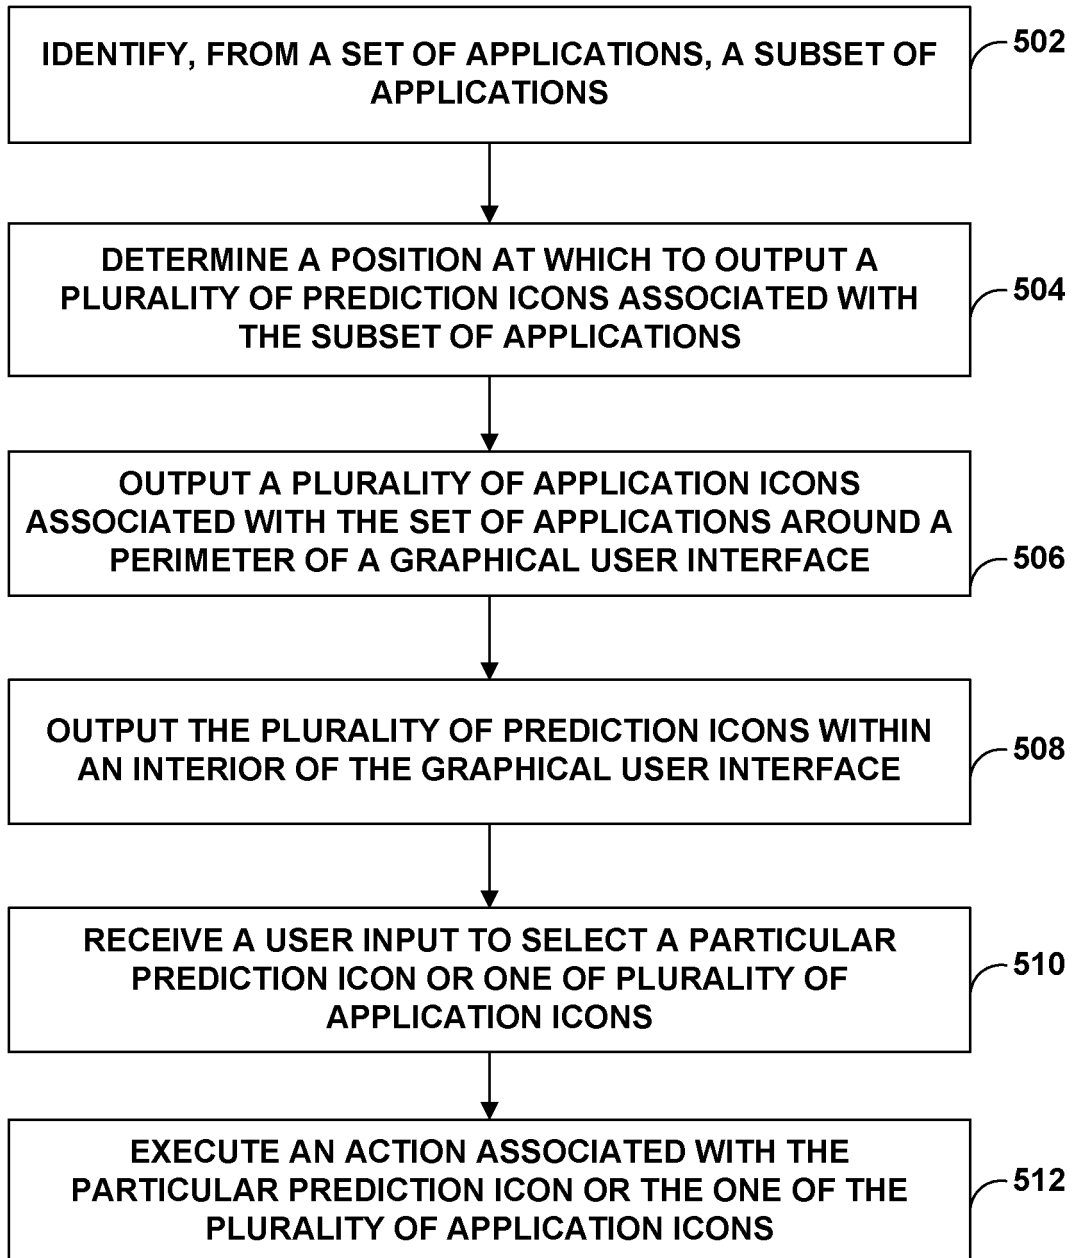 IDENTIFY, FROM A SET OF APPLICATIONS, A SUBSET OF
APPLICATIONS
502
DETERMINE A POSITION AT WHICH TO OUTPUT A
PLURALITY OF PREDICTION ICONS ASSOCIATED WITH
THE SUBSET OF APPLICATIONS
504
OUTPUT A PLURALITY OF APPLICATION ICONS
ASSOCIATED WITH THE SET OF APPLICATIONS AROUND A
PERIMETER OF A GRAPHICAL USER INTERFACE
506
OUTPUT THE PLURALITY OF PREDICTION ICONS WITHIN
AN INTERIOR OF THE GRAPHICAL USER INTERFACE
508
RECEIVE A USER INPUT TO SELECT A PARTICULAR
PREDICTION ICON OR ONE OF PLURALITY OF
APPLICATION ICONS
510
EXECUTE AN ACTION ASSOCIATED WITH THE
PARTICULAR PREDICTION ICON OR THE ONE OF THE
PLURALITY OF APPLICATION ICONS
512